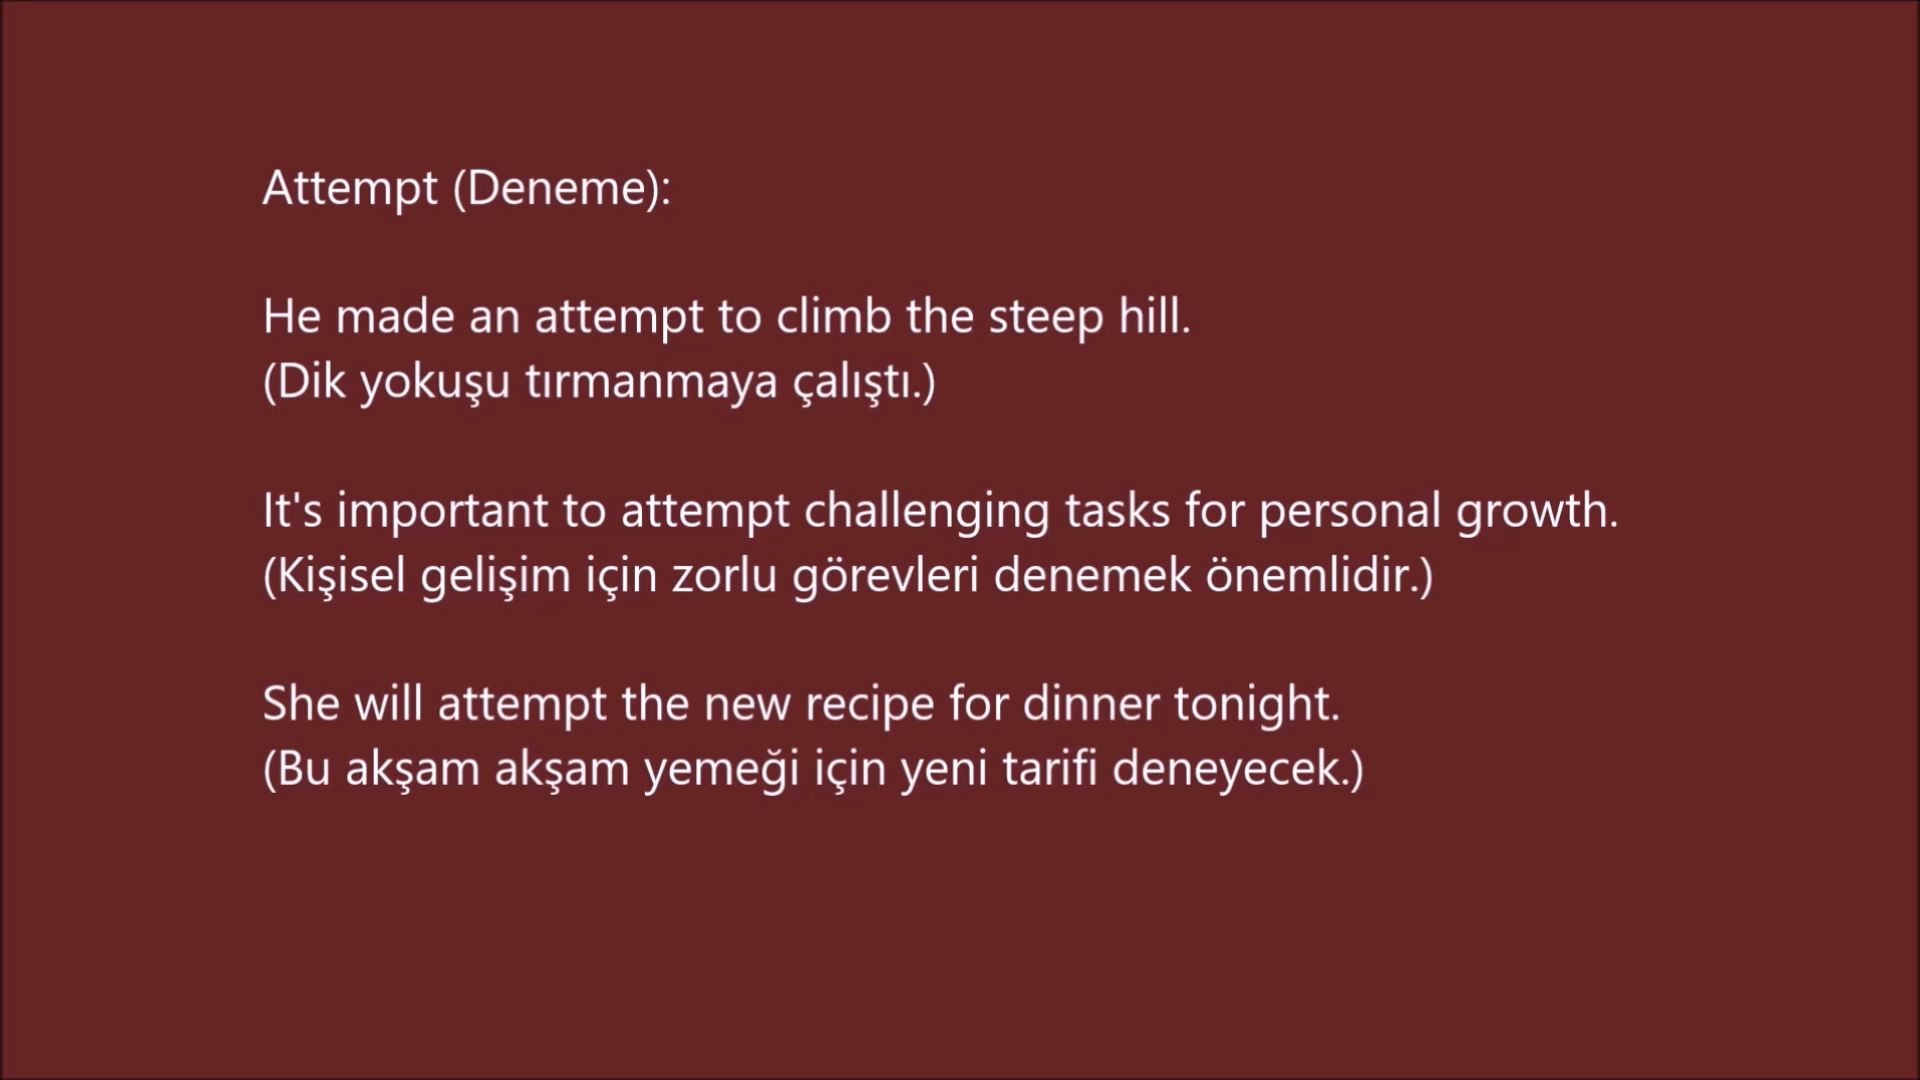 Attempt (Deneme):
He made an attempt to climb the steep hill.
(Dik yokuşu tırmanmaya çalıştı.)
It's important to attempt challenging tasks for personal growth.
(Kişisel gelişim için zorlu görevleri denemek önemlidir.)
She will attempt the new recipe for dinner tonight.
(Bu akşam akşam yemeği için yeni tarifi deneyecek.)